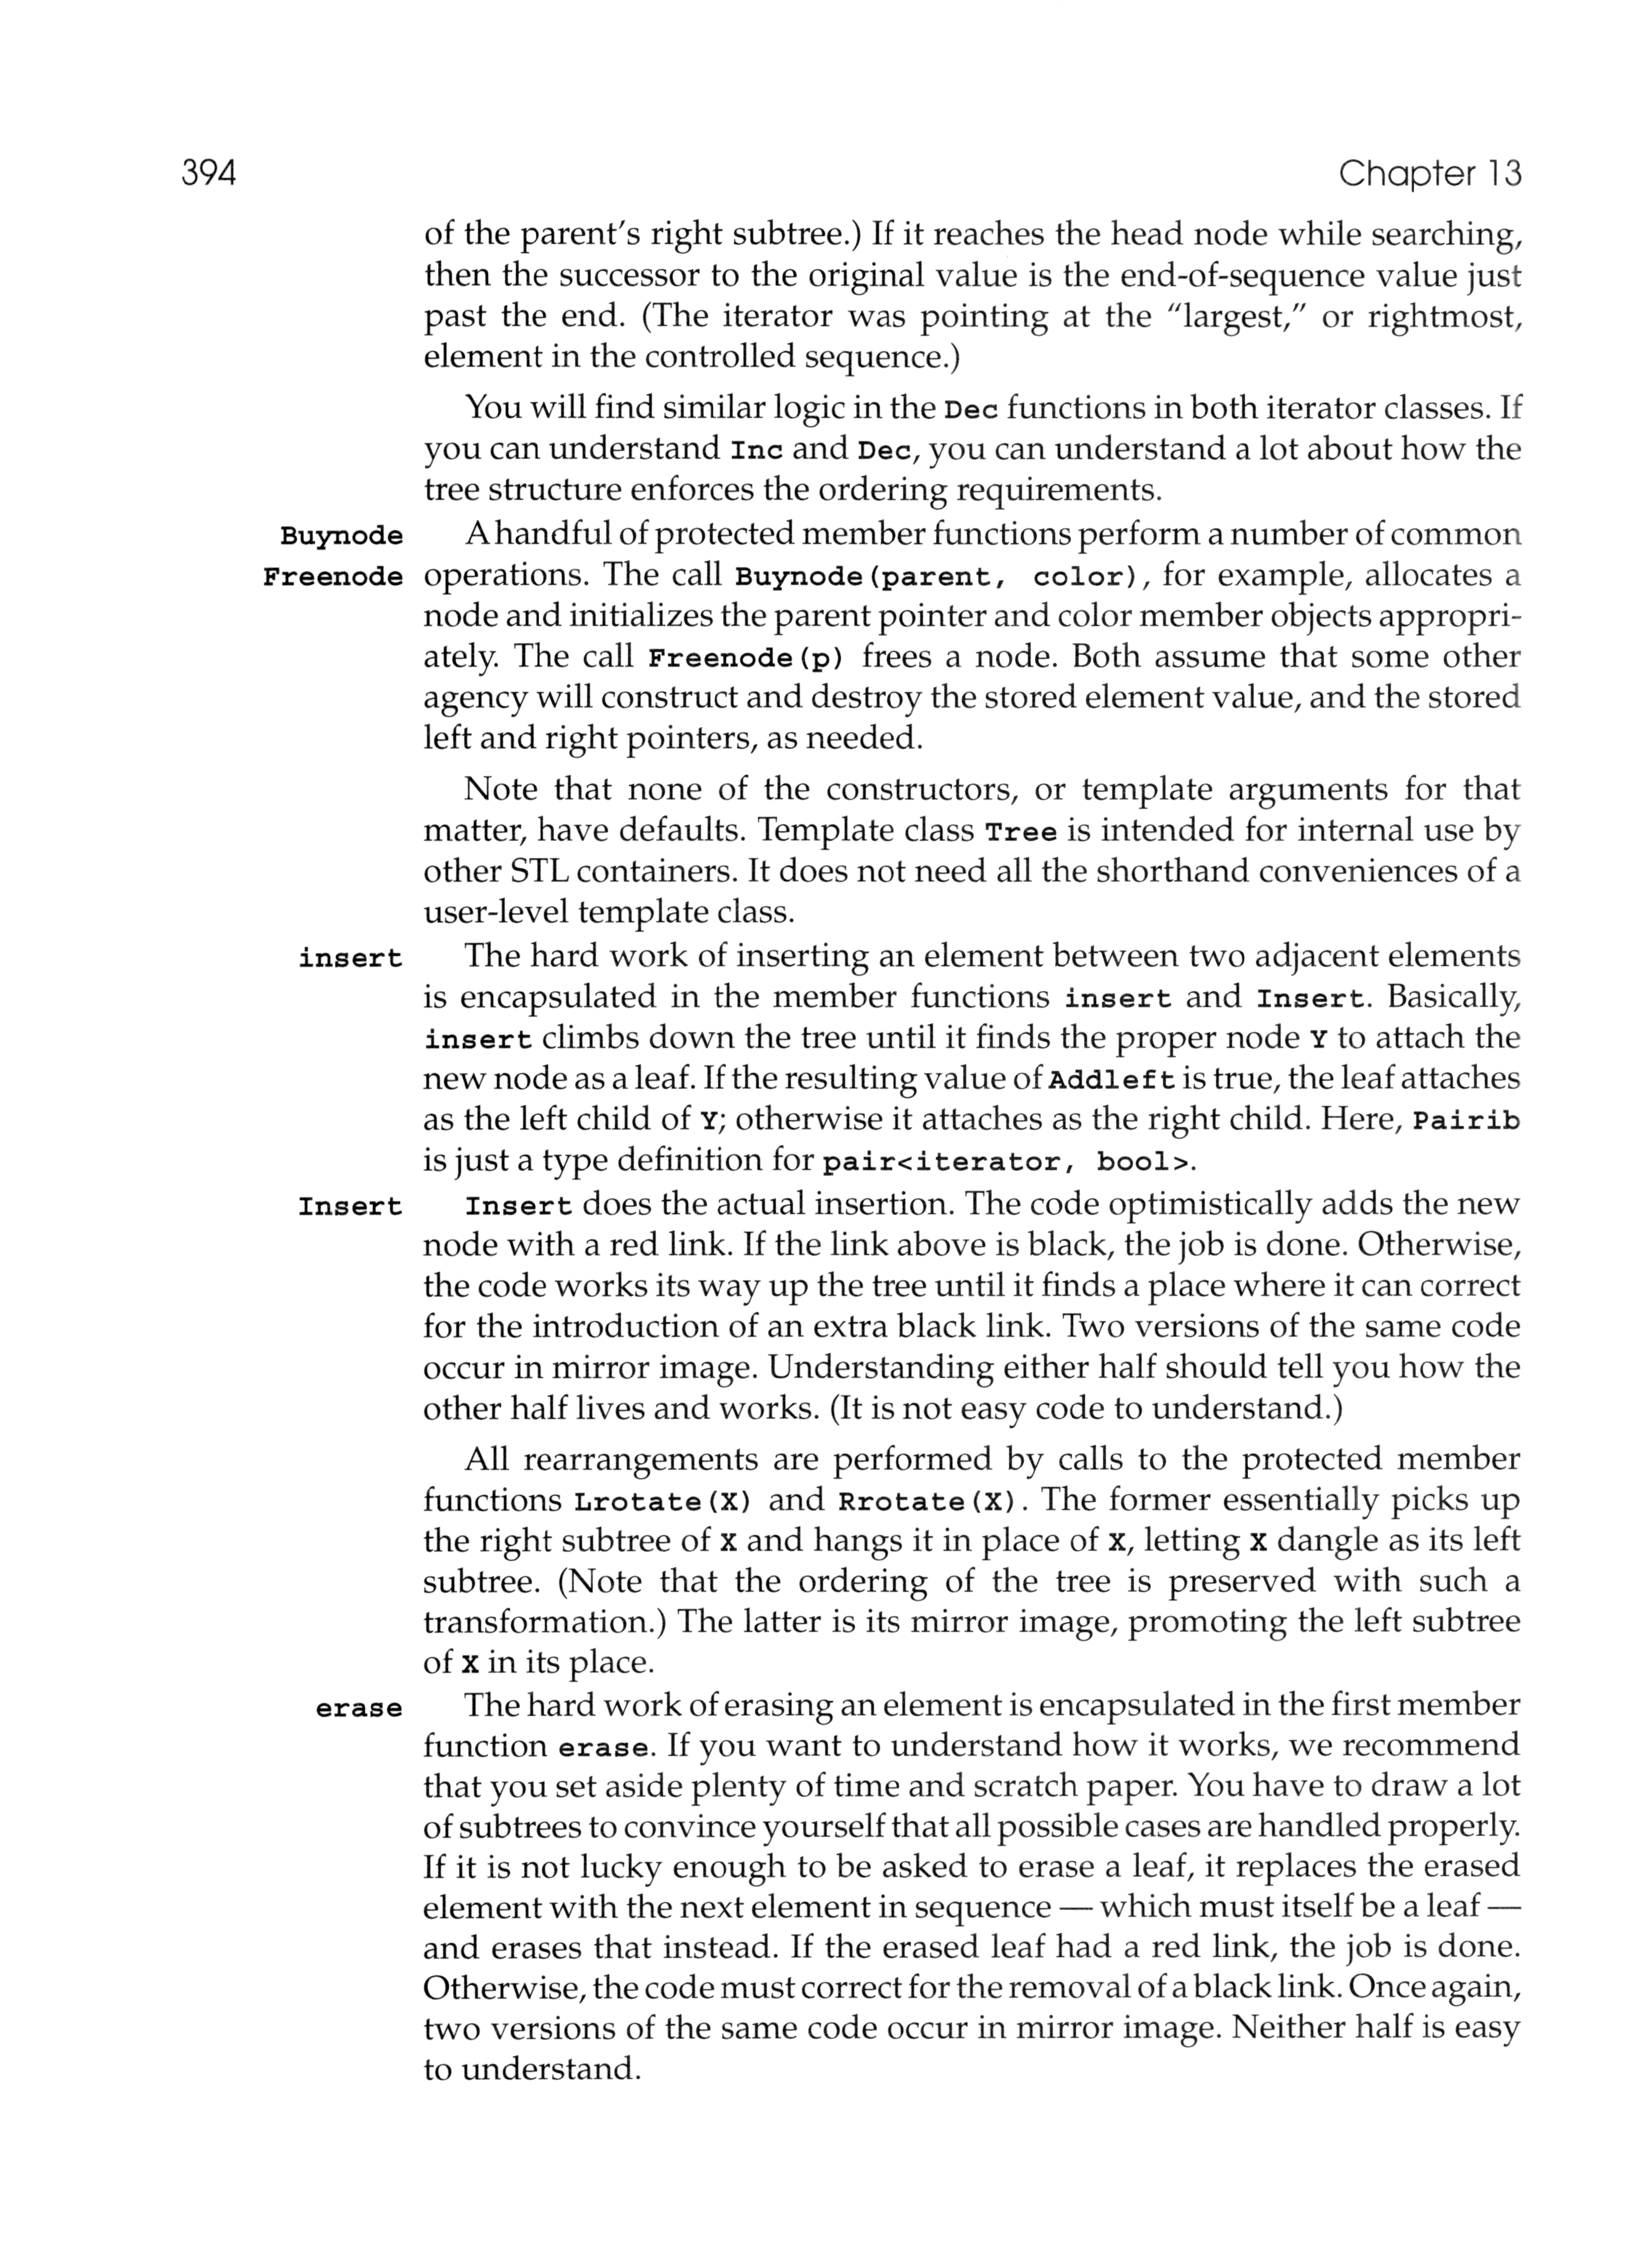 394
Chapter 13
of the parent's right subtree.) If it reaches the head node while searching,
then the successor to the original value is the end-of-sequence value just
past the end. (The iterator was pointing at the "largest," or rightmost,
element in the controlled sequence.)
You will find similar logic in the Dec functions in both iterator classes. If
you can understand Inc and Dec, you can understand a lot about how the
tree structure enforces the ordering requirements.
Buynode A handful of protected member functions perform a number of common
Freenode operations. The call Buynode(parent, color), for example, allocates a
node and initializes the parent pointer and color member objects appropri-
ately. The call Freenode(p) frees a node. Both assume that some other
agency will construct and destroy the stored element value, and the stored
left and right pointers, as needed.
Note that none of the constructors, or template arguments for that
matter, have defaults. Template class Tree is intended for internal use by
other STL containers. It does not need all the shorthand conveniences of a
user-level template class.
insert The hard work of inserting an element between two adjacent elements
is encapsulated in the member functions insert and Insert. Basically,
insert climbs down the tree until it finds the proper node Y to attach the
new node as a leaf. If the resulting value of Addleft is true, the leaf attaches
as the left child of Y; otherwise it attaches as the right child. Here, Pairib
is just a type definition for pair<iterator, bool>.
Insert Insert does the actual insertion. The code optimistically adds the new
node with a red link. If the link above is black, the job is done. Otherwise,
the code works its way up the tree until it finds a place where it can correct
for the introduction of an extra black link. Two versions of the same code
occur in mirror image. Understanding either half should tell you how the
other half lives and works. (It is not easy code to understand.)
All rearrangements are performed by calls to the protected member
functions Lrotate(X) and Rrotate(X). The former essentially picks up
the right subtree of X and hangs it in place of X, letting X dangle as its left
subtree. (Note that the ordering of the tree is preserved with such a
transformation.) The latter is its mirror image, promoting the left subtree
of X in its place.
erase The hard work of erasing an element is encapsulated in the first member
function erase. If you want to understand how it works, we recommend
that you set aside plenty of time and scratch paper. You have to draw a lot
of subtrees to convince yourself that all possible cases are handled properly.
If it is not lucky enough to be asked to erase a leaf, it replaces the erased
element with the next element in sequence — which must itself be a leaf —
and erases that instead. If the erased leaf had a red link, the job is done.
Otherwise, the code must correct for the removal of a black link. Once again,
two versions of the same code occur in mirror image. Neither half is easy
to understand.